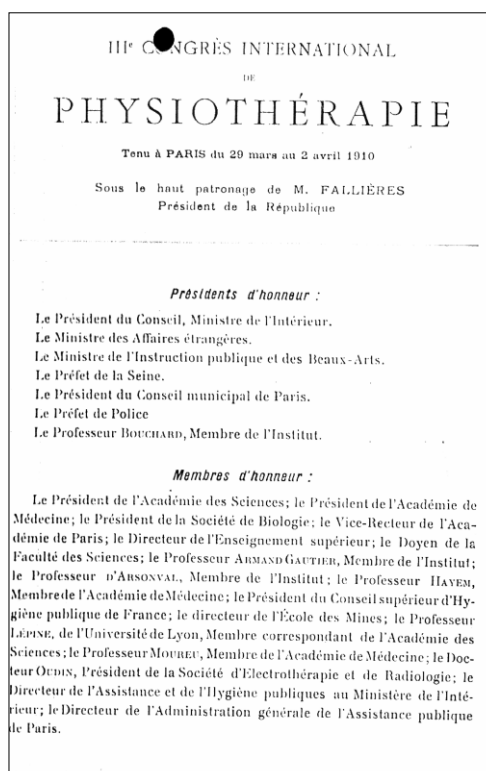 IIIe CONGRÈS INTERNATIONAL
DE
PHYSIOTHÉRAPIE
Tenu à PARIS du 29 mars au 2 avril 1910
Sous le haut patronage de M. FALLIÈRES
Président de la République
Présidents d'honneur :
Le Président du Conseil, Ministre de l'Intérieur.
Le Ministre des Affaires étrangères.
Le Ministre de l'Instruction publique et des Beaux-Arts.
Le Préfet de la Seine.
Le Président du Conseil municipal de Paris.
Le Préfet de Police
Le Professeur BOUCHARD, Membre de l'Institut.
Membres d'honneur :
Le Président de l'Académie des Sciences; le Président de l'Académie de
Médecine; le Président de la Société de Biologie; le Vice-Recteur de l'Aca-
démie de Paris; le Directeur de l'Enseignement supérieur; le Doyen de la
Faculté des Sciences; le Professeur ARMAND GAUTIER, Membre de l'Institut;
le Professeur D'ARSONVAL, Membre de l'Institut; le Professeur HAYEM,
Membre de l'Académie de Médecine; le Président du Conseil supérieur d'Hy-
giène publique de France; le directeur de l'École des Mines; le Professeur
LÉPINE, de l'Université de Lyon, Membre correspondant de l'Académie des
Sciences; le Professeur MOUREU, Membre de l'Académie de Médecine; le Doc-
teur OUDIN, Président de la Société d'Electrothérapie et de Radiologie; le
Directeur de l'Assistance et de l'Hygiène publiques au Ministère de l'Inté-
rieur; le Directeur de l'Administration générale de l'Assistance publique
de Paris.